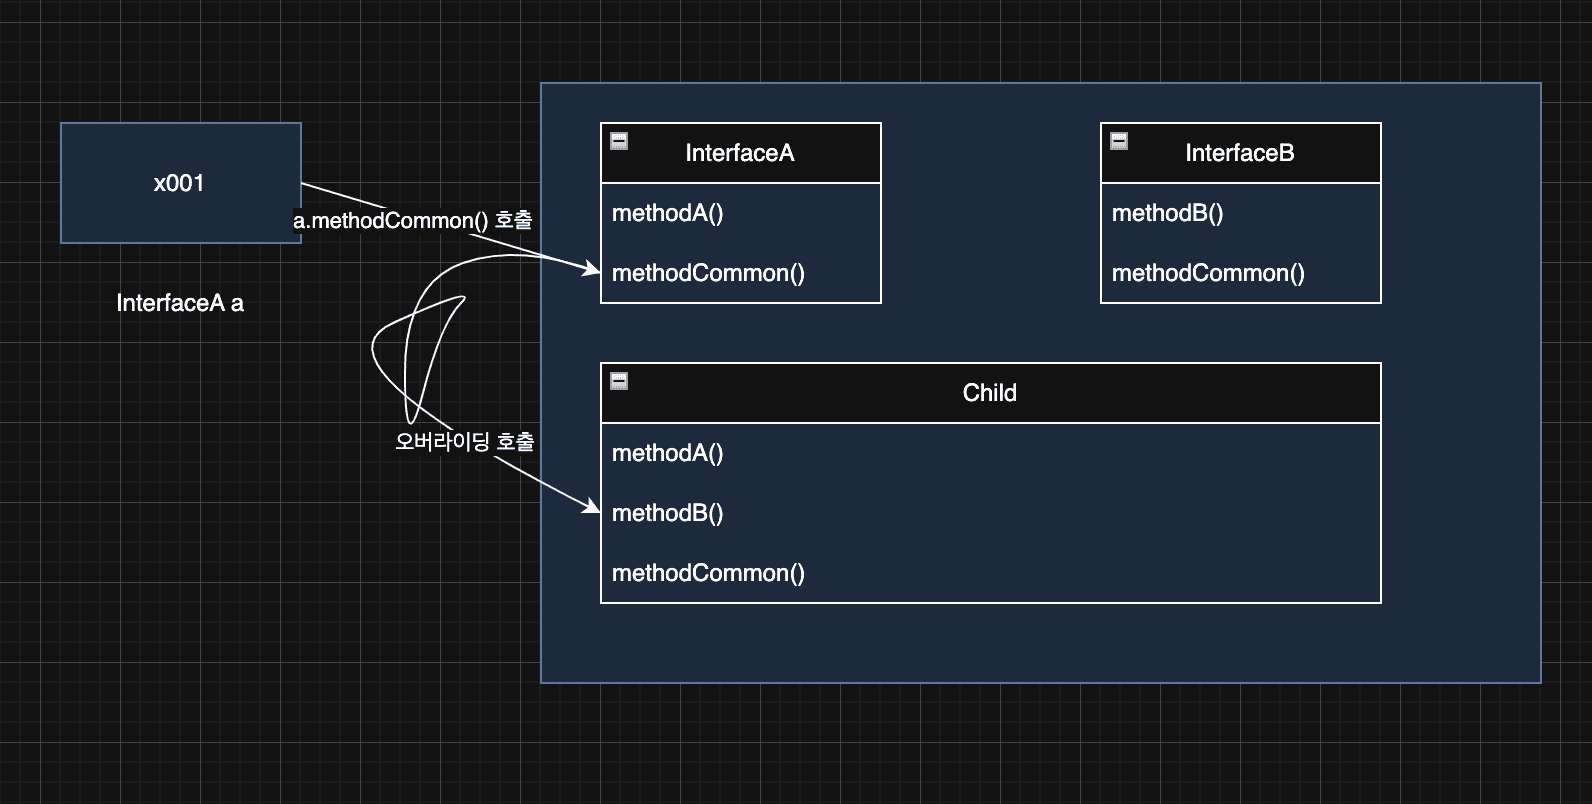 x001
a.methodCommon() 호출
InterfaceA a
InterfaceA
methodA()
methodCommon()
InterfaceB
methodB()
methodCommon()
오버라이딩 호출
Child
methodA()
methodB()
methodCommon()